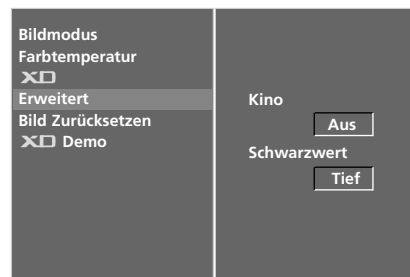 Bildmodus
Farbtemperatur
XD
Erweitert
Bild Zurücksetzen
XD Demo
Kino
Aus
Schwarzwert
Tief